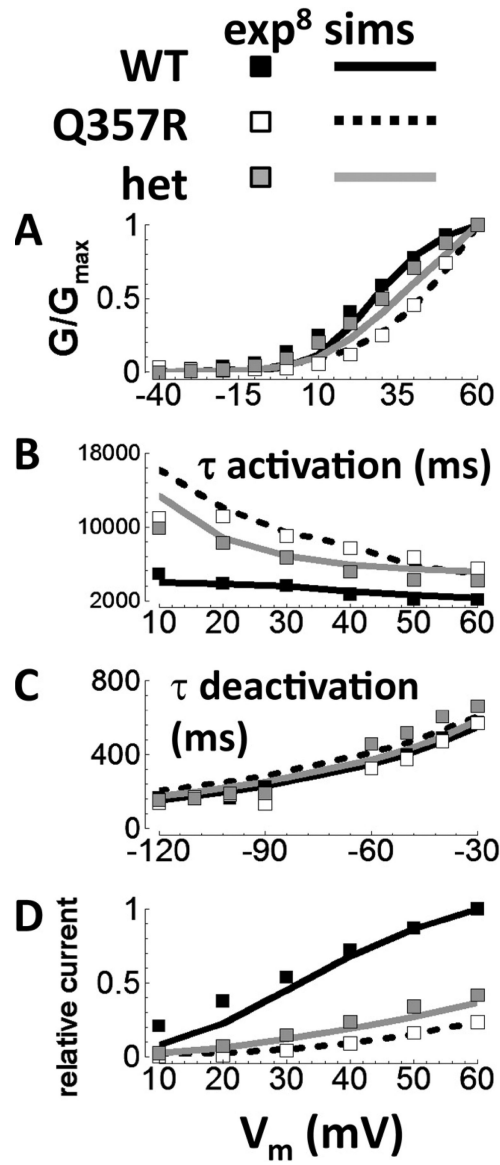 exp⁸ sims
WT
Q357R
het
A
G/Gmax
1
0.5
0
-40 -15 10 35 60
B
τ activation (ms)
18000
10000
2000
10 20 30 40 50 60
C
τ deactivation
(ms)
800
400
0
-120 -90 -60 -30
D
relative current
1
0.5
0
10 20 30 40 50 60
Vm (mV)